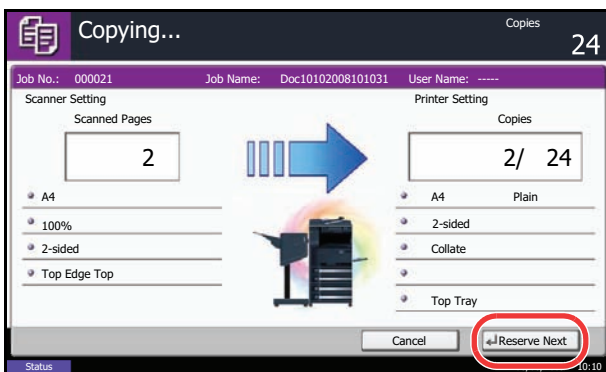 Copying...
Copies
24
Job No.: 000021 Job Name: Doc10102008101031 User Name: -----
Scanner Setting
Printer Setting
Scanned Pages
Copies
2
2/ 24
A4
A4 Plain
100%
2-sided
2-sided
Collate
Top Edge Top
Top Tray
Cancel
Reserve Next
Status
10:10